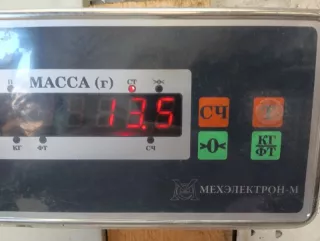 П СТ
МАССА (г)
13.5
СЧ
КГ ФТ СЧ
>0<
КГ
ФТ
МЕХЭЛЕКТРОН-М